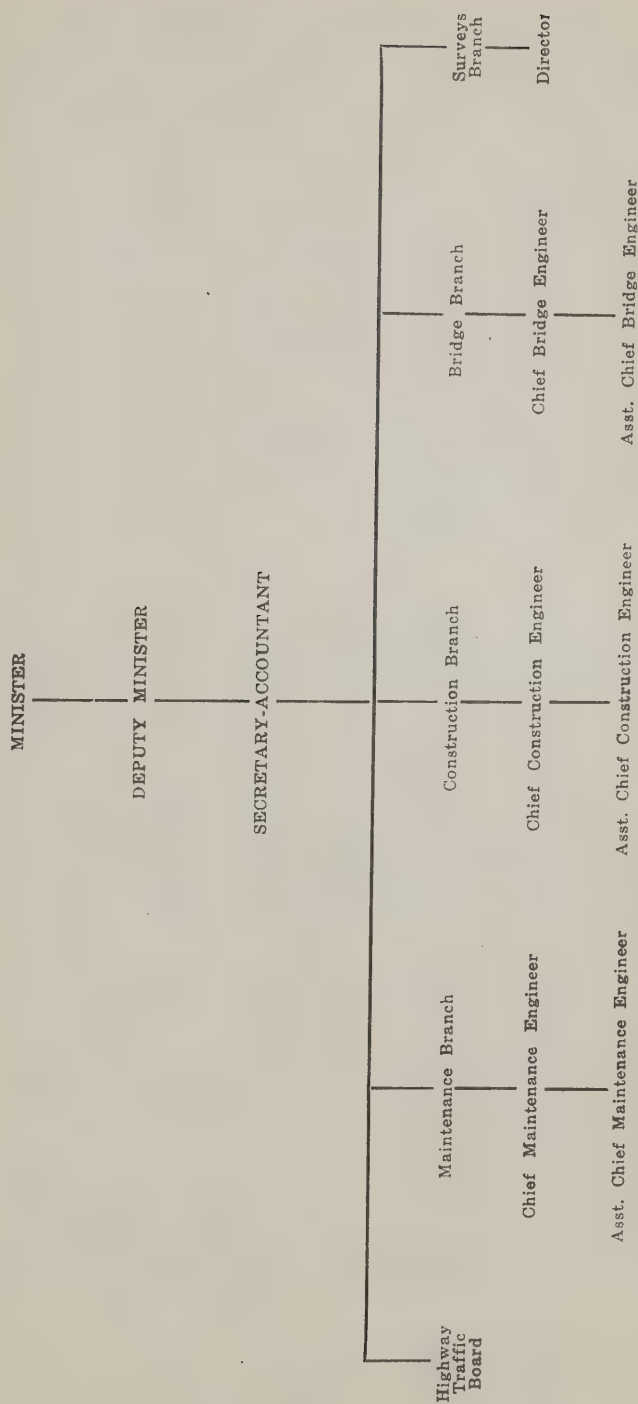 MINISTER
DEPUTY MINISTER
SECRETARY-ACCOUNTANT
Highway
Traffic
Board
Maintenance Branch
Construction Branch
Bridge Branch
Surveys
Branch
Chief Maintenance Engineer
Chief Construction Engineer
Chief Bridge Engineer
Director
Asst. Chief Maintenance Engineer
Asst. Chief Construction Engineer
Asst. Chief Bridge Engineer